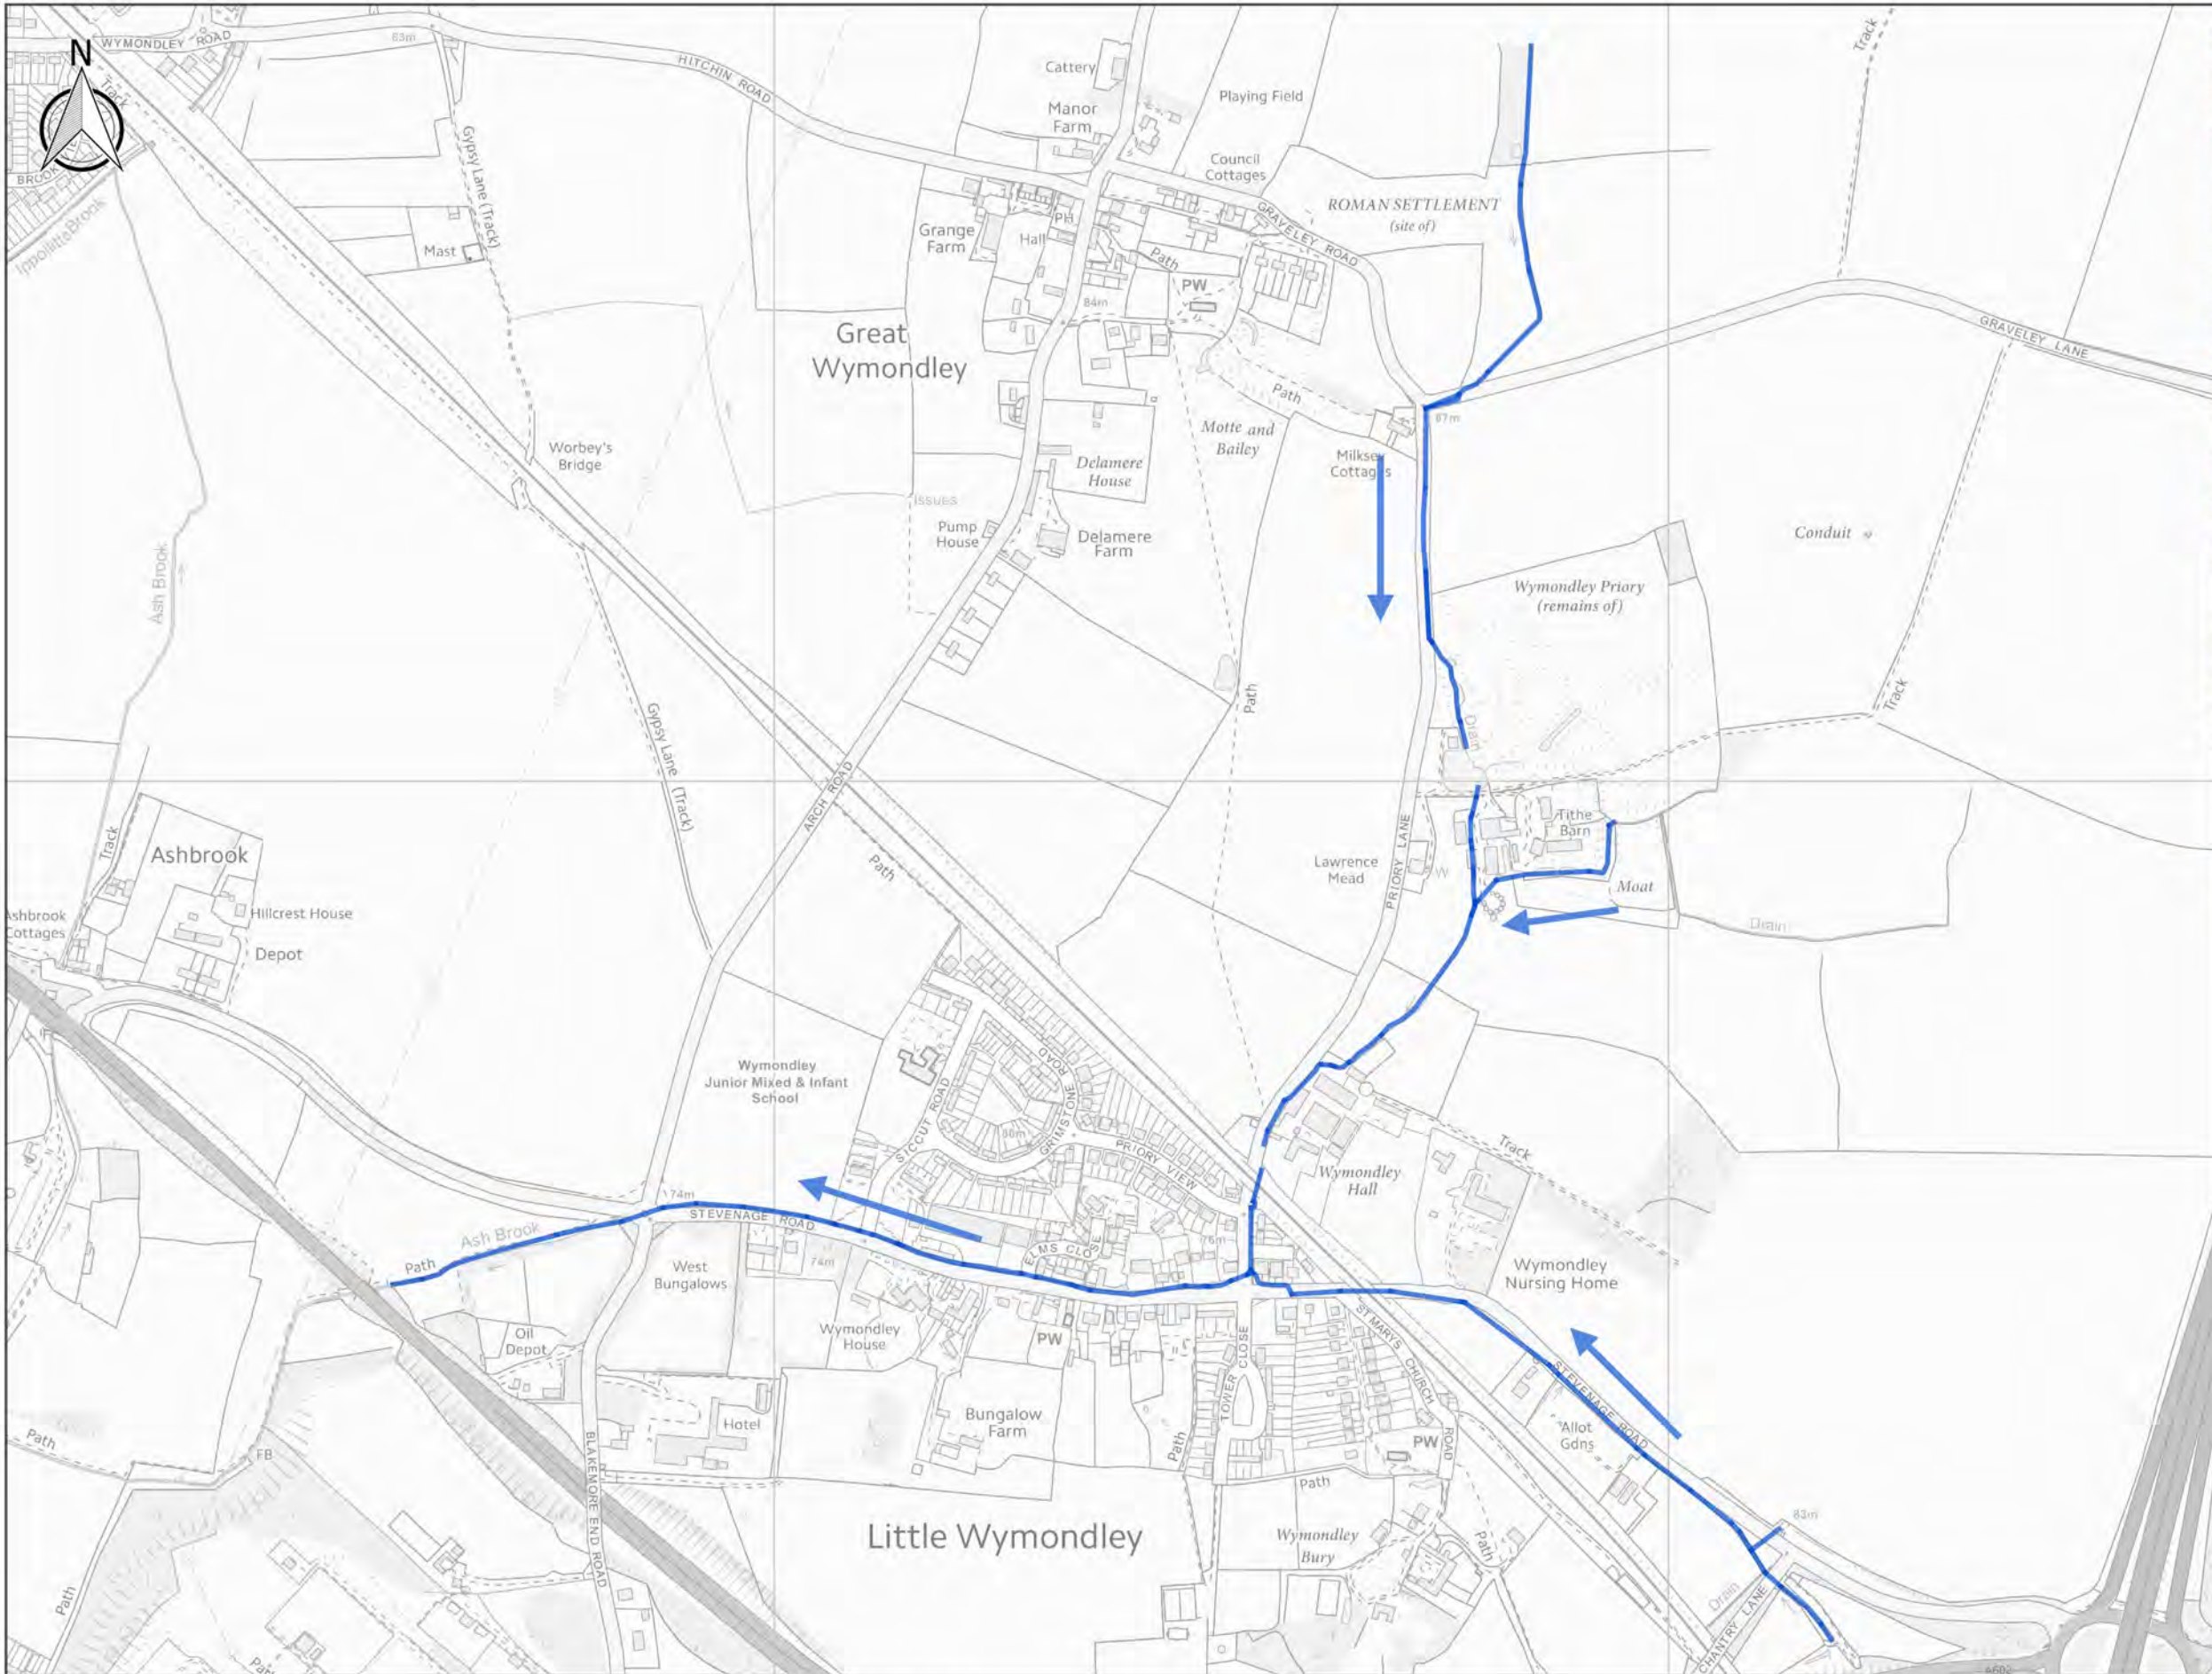 WYMONDLEY ROAD
N
83m
HITCHIN ROAD
Track
Cattery
Playing Field
Manor
Farm
Track
Gypsy Lane (Track)
Council
Cottages
BROOK
Ippollitts Brook
ROMAN SETTLEMENT
(site of)
PH
Grange
Farm
Hall
GRAVELEY ROAD
Mast
Path
PW
84m
Great
Wymondley
GRAVELEY LANE
Path
87m
Motte and
Bailey
Worbey's
Bridge
Delamere
House
Cottages
Issues
Pump
House
Delamere
Farm
Conduit
Ash Brook
Wymondley Priory
(remains of)
Path
Track
Gypsy Lane (Track)
Drain
ARCH ROAD
Tithe
Barn
Track
Ashbrook
Path
PRIORY LANE
Lawrence
Mead
W
Moat
Ashbrook
Cottages
Hillcrest House
Drain
Depot
Wymondley
Junior Mixed & Infant
School
SICCUT ROAD
GRIMSTONE ROAD
PRIORY VIEW
Track
Wymondley
Hall
74m
STEVENAGE ROAD
Ash Brook
Path
ELMS CLOSE
76m
West
Bungalows
74m
Wymondley
Nursing Home
Oil
Depot
Wymondley
House
PW
ST MARYS CHURCH ROAD
TOWER CLOSE
STEVENAGE ROAD
Hotel
Bungalow
Farm
Path
Allot
Gdns
Path
FB
PW
BLAKEMORE END ROAD
Path
83m
Little Wymondley
Wymondley
Bury
Path
Drain
CHANTRY LANE
Path
A602